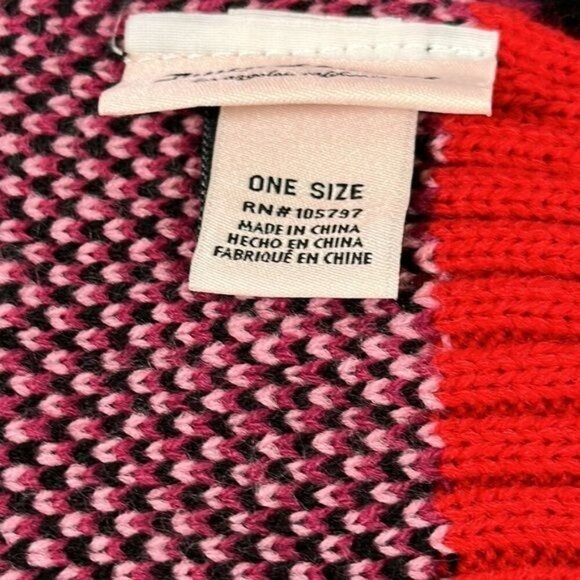 ONE SIZE
RN#105797
MADE IN CHINA
HECHO EN CHINA
FABRIQUÉ EN CHINE